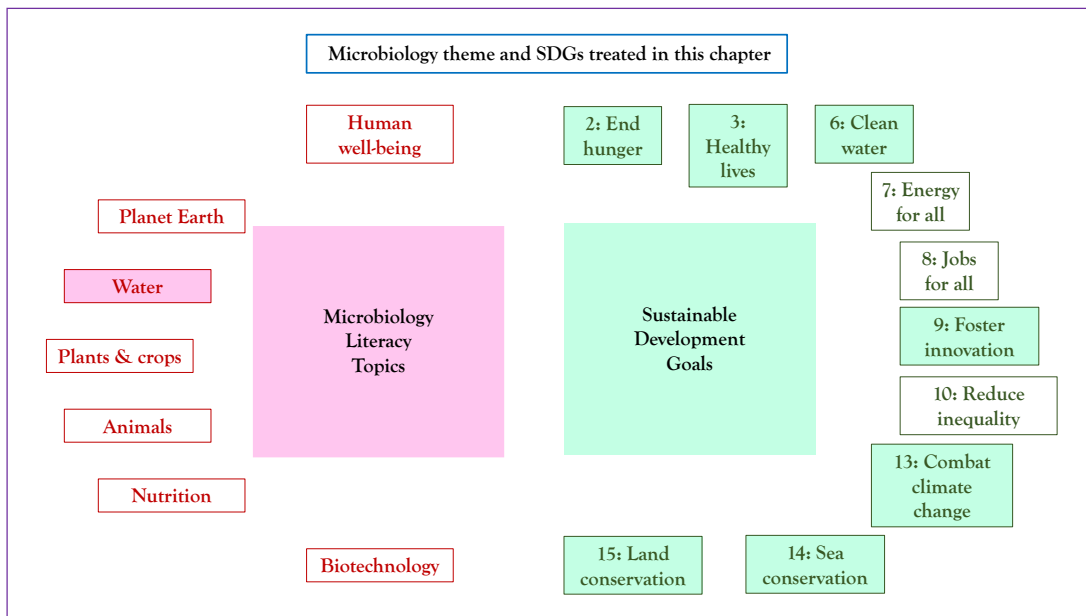 Microbiology theme and SDGs treated in this chapter
Human
well-being
Planet Earth
Water
Plants & crops
Animals
Nutrition
Biotechnology
Microbiology
Literacy
Topics
Sustainable
Development
Goals
2: End
hunger
3:
Healthy
lives
6: Clean
water
7: Energy
for all
8: Jobs
for all
9: Foster
innovation
10: Reduce
inequality
13: Combat
climate
change
14: Sea
conservation
15: Land
conservation